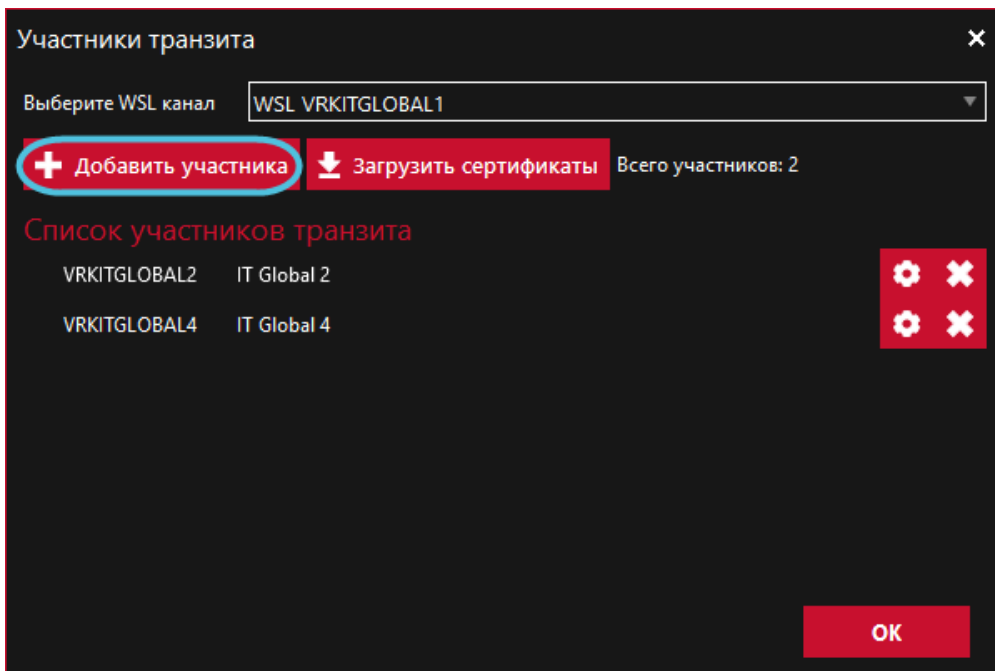 Участники транзита
Выберите WSL канал WSL VRKITGLOBAL1
Добавить участника Загрузить сертификаты Всего участников: 2
Список участников транзита
VRKITGLOBAL2 IT Global 2
VRKITGLOBAL4 IT Global 4
ОК